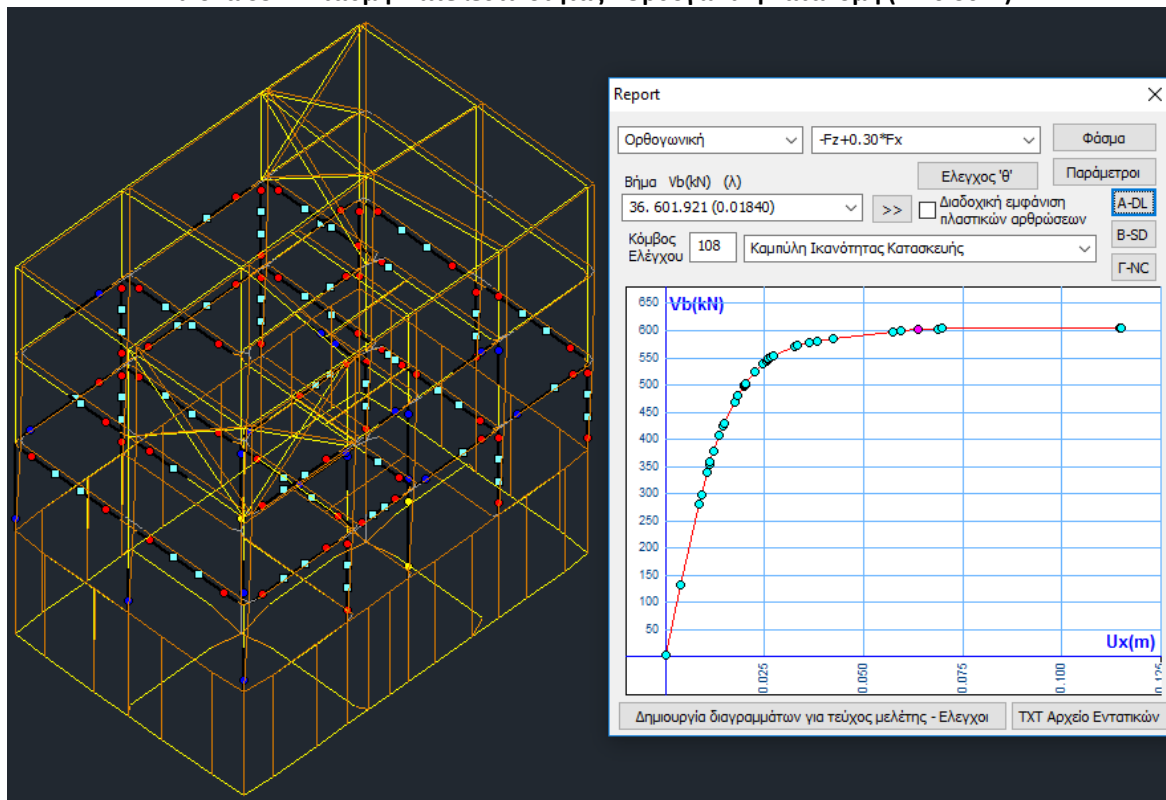 Report
Ορθογωνική -Fz+0.30*Fx Φάσμα
Βήμα Vb(kN) (λ) Ελεγχος 'θ' Παράμετροι
36. 601.921 (0.01840) >> Διαδοχική εμφάνιση πλαστικών αρθρώσεων A-DL
B-SD
Κόμβος Ελέγχου 108 Καμπύλη Ικανότητας Κατασκευής
Γ-NC
Vb(kN)
650
600
550
500
450
400
350
300
250
200
150
100
50
Ux(m)
0.025 0.050 0.075 0.100 0.125
Δημιουργία διαγραμμάτων για τεύχος μελέτης - Ελεγχοι TXT Αρχείο Εντατικών